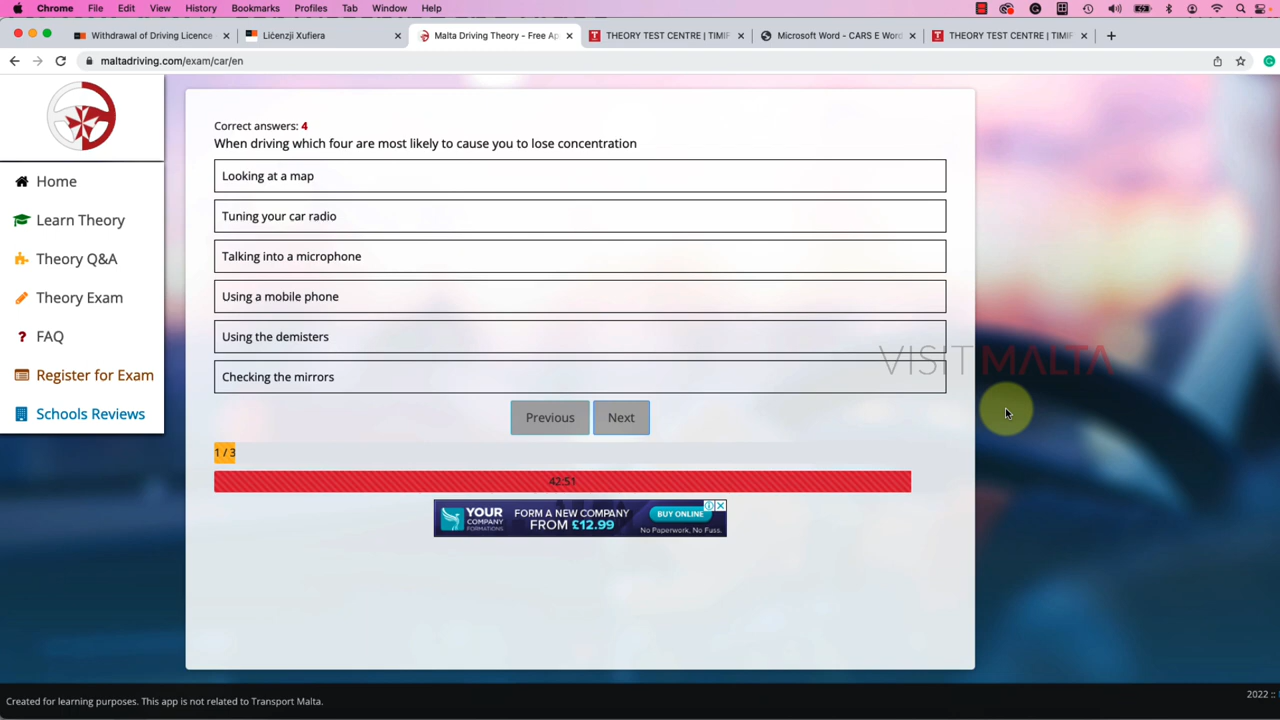 Chrome File Edit View History Bookmarks Profiles Tab Window Help
Withdrawal of Driving Licence
Liċenzji Xufiera
Malta Driving Theory – Free Ap
THEORY TEST CENTRE | TIMIF
Microsoft Word - CARS E Wor
THEORY TEST CENTRE | TIMIF
maltadriving.com/exam/car/en
Home
Learn Theory
Theory Q&A
Theory Exam
FAQ
Register for Exam
Schools Reviews
Correct answers: 4
When driving which four are most likely to cause you to lose concentration
Looking at a map
Tuning your car radio
Talking into a microphone
Using a mobile phone
Using the demisters
Checking the mirrors
VISITMALTA
Previous
Next
1 / 3
42:51
YOUR COMPANY FORMATIONS
FORM A NEW COMPANY
FROM £12.99
BUY ONLINE
No Paperwork, No Fuss.
Created for learning purposes. This app is not related to Transport Malta.
2022 ::